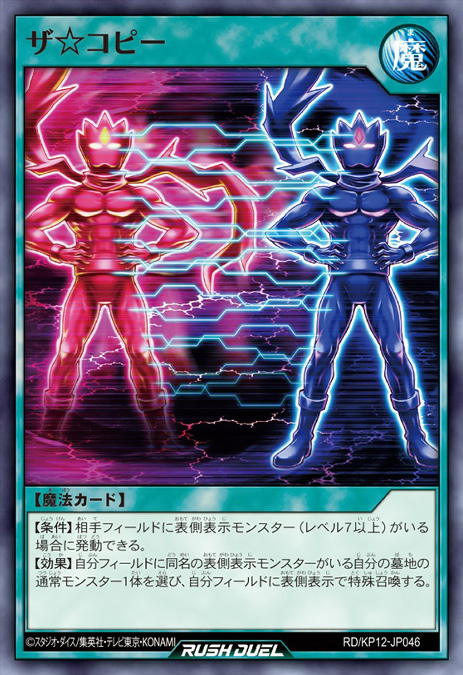 ザ☆コピー
魔
【魔法カード】
【条件】相手フィールドに表側表示モンスター（レベル7以上）がいる
場合に発動できる。
【効果】自分フィールドに同名の表側表示モンスターがいる自分の墓地の
通常モンスター1体を選び、自分フィールドに表側表示で特殊召喚する。
©スタジオ・ダイス/集英社・テレビ東京・KONAMI
RUSH DUEL
RD/KP12-JP046